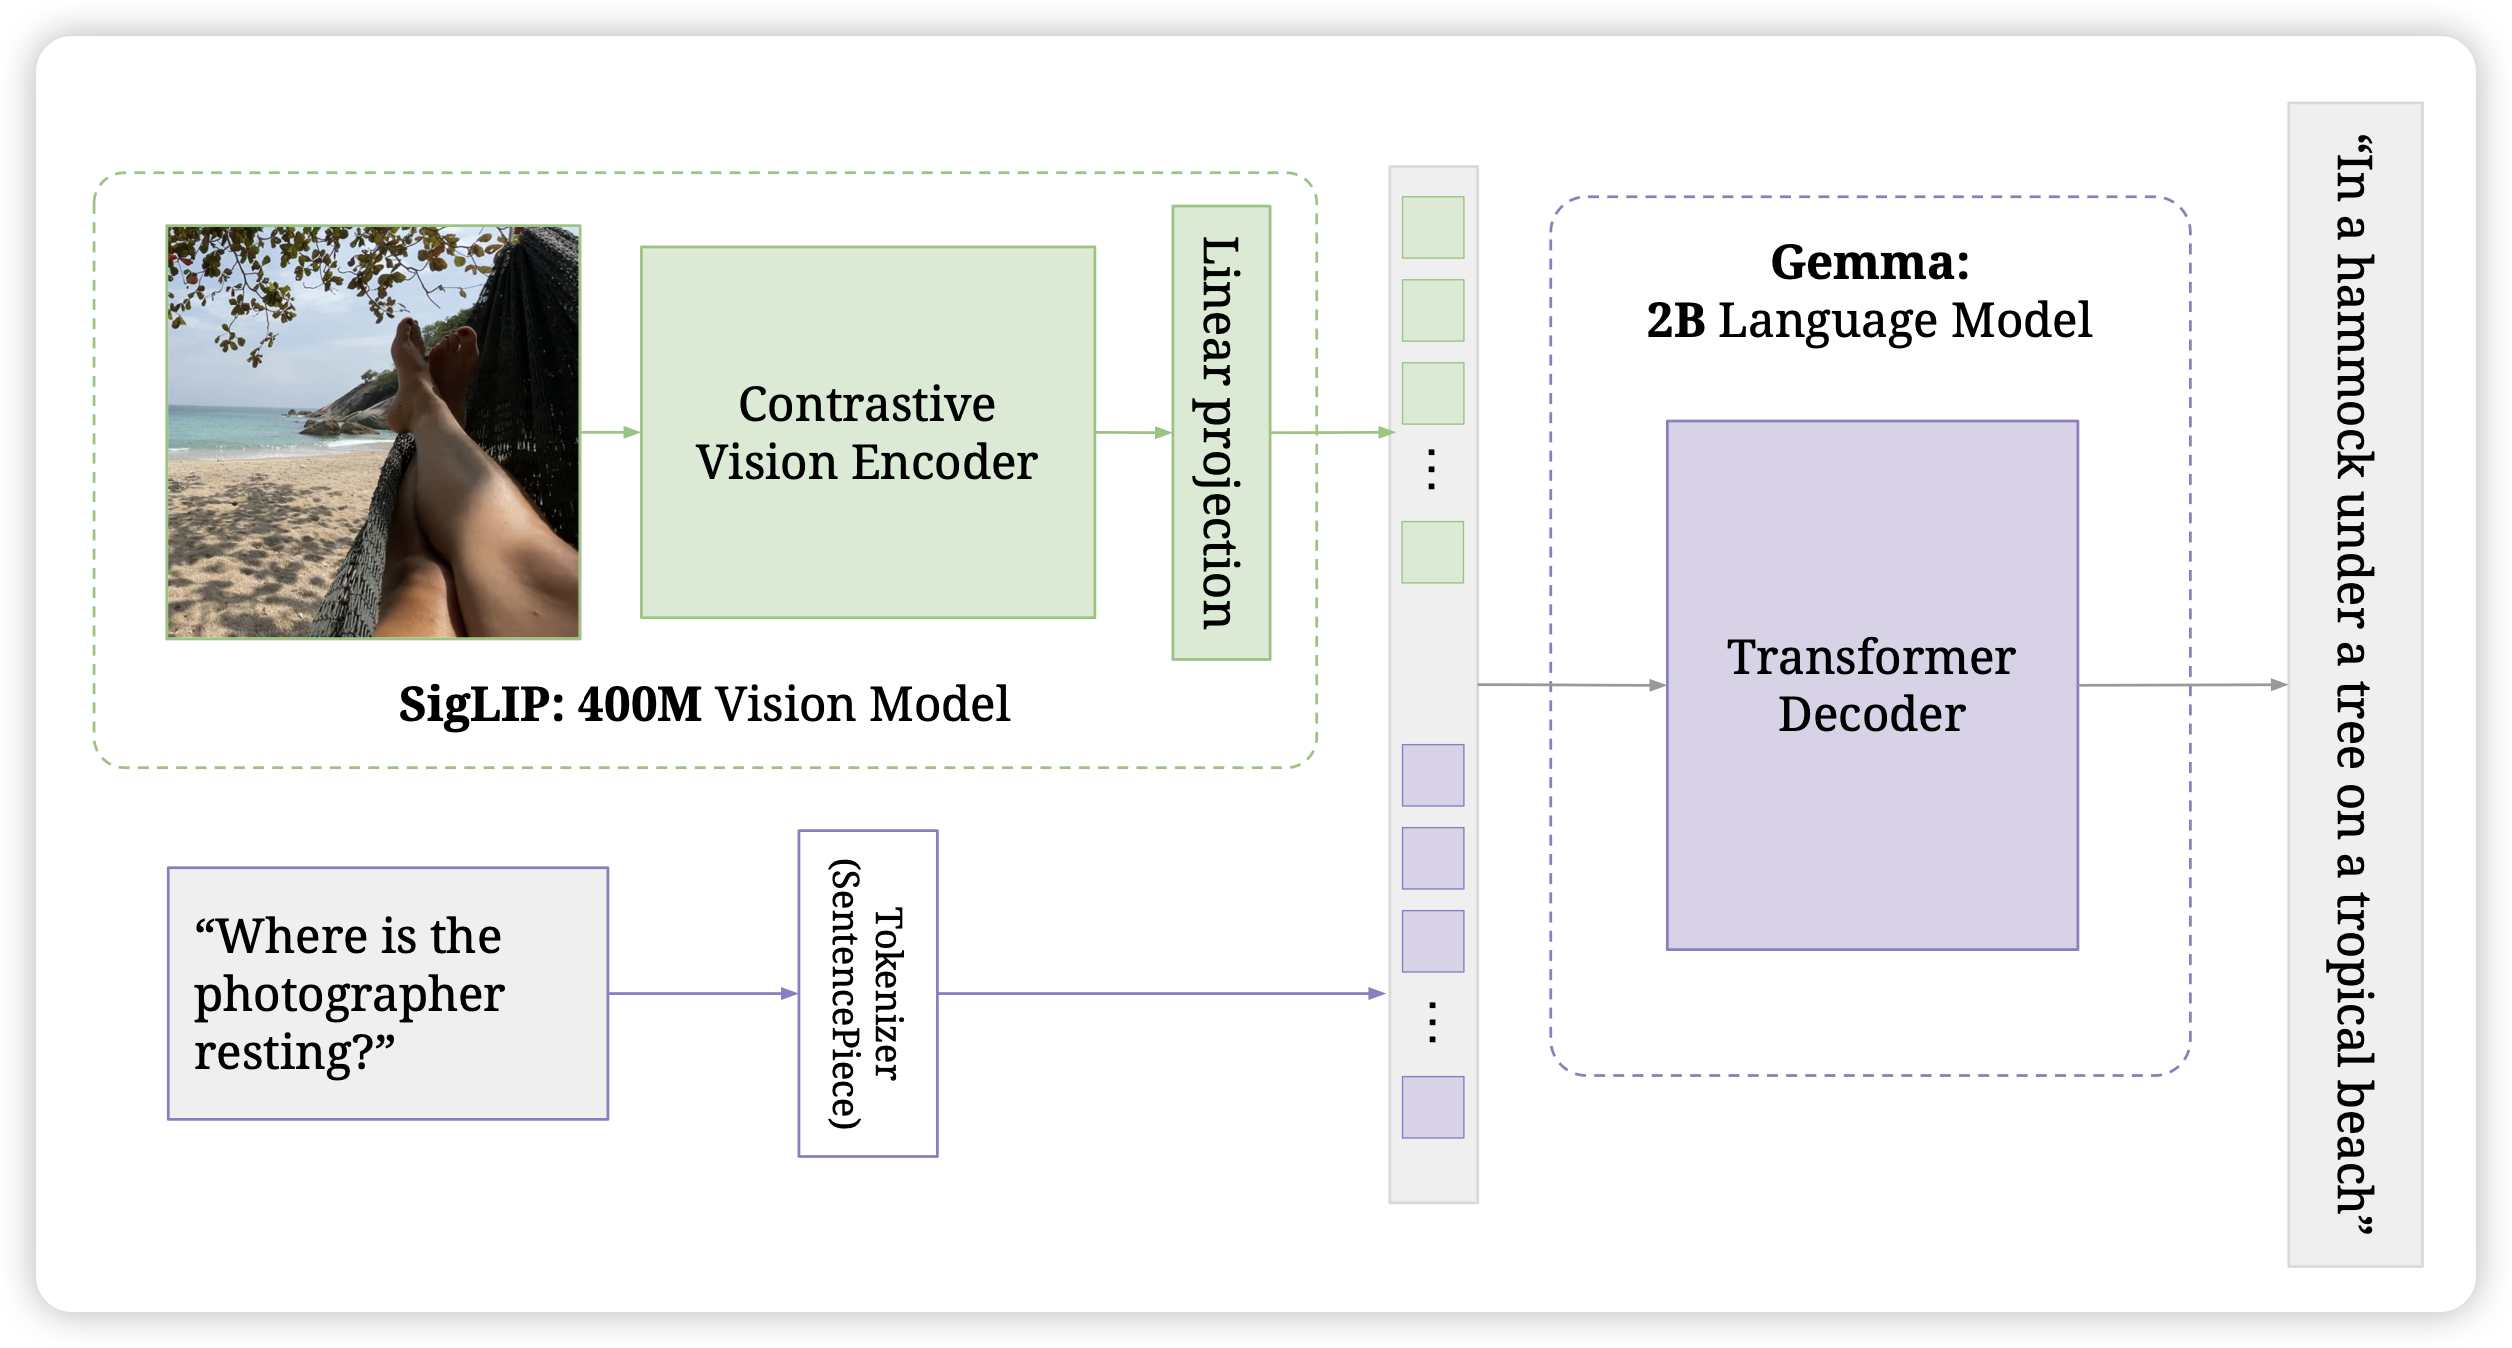 Contrastive
Vision Encoder
Linear projection
SigLIP: 400M Vision Model
“Where is the
photographer
resting?”
Tokenizer
(SentencePiece)
...
...
Gemma:
2B Language Model
Transformer
Decoder
“In a hammock under a tree on a tropical beach”